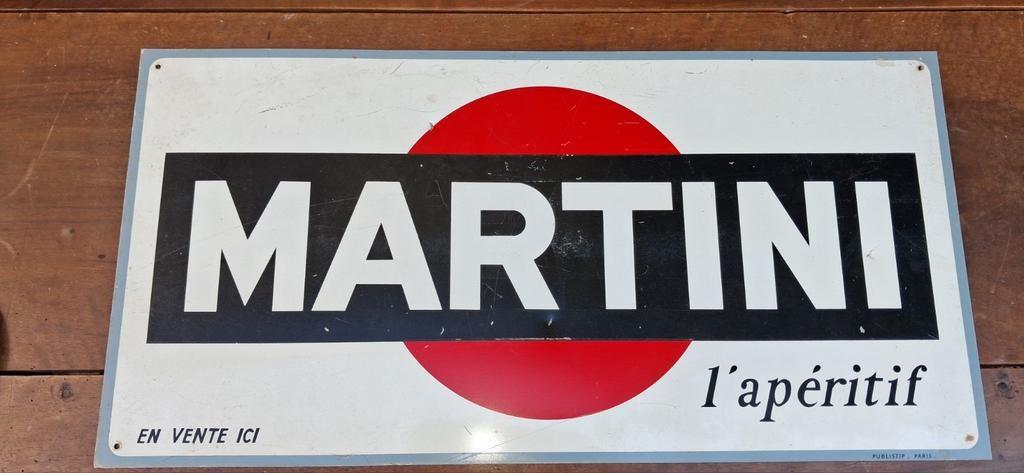 MARTINI
l'apéritif
EN VENTE ICI
PUBLISTIP. PARIS.